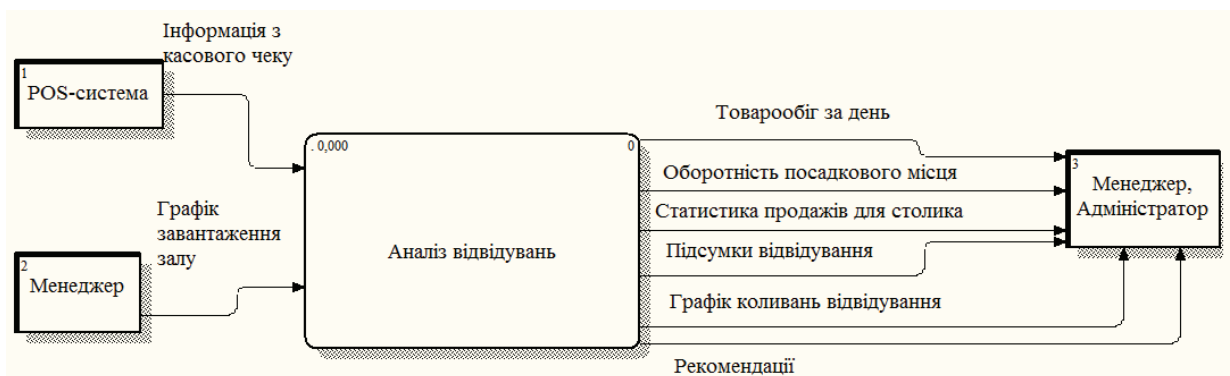 Інформація з
касового чеку
1
POS-система
Товарообіг за день
. 0,000
0
3
Менеджер,
Адміністратор
Оборотність посадкового місця
Графік
завантаження
залу
Статистика продажів для столика
Аналіз відвідувань
Підсумки відвідування
2
Менеджер
Графік коливань відвідування
Рекомендації